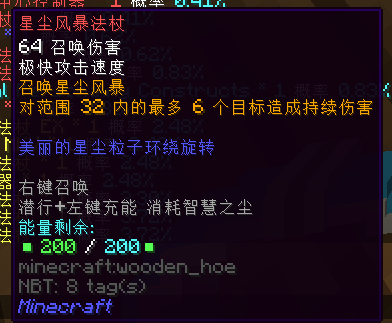 星尘风暴法杖
64 召唤伤害
极快攻击速度
召唤星尘风暴
对范围 32 内的最多 6 个目标造成持续伤害
美丽的星尘粒子环绕旋转
右键召唤
潜行+左键充能 消耗智慧之尘
能量剩余:
200 / 200
minecraft:wooden_hoe
NBT: 8 tag(s)
Minecraft